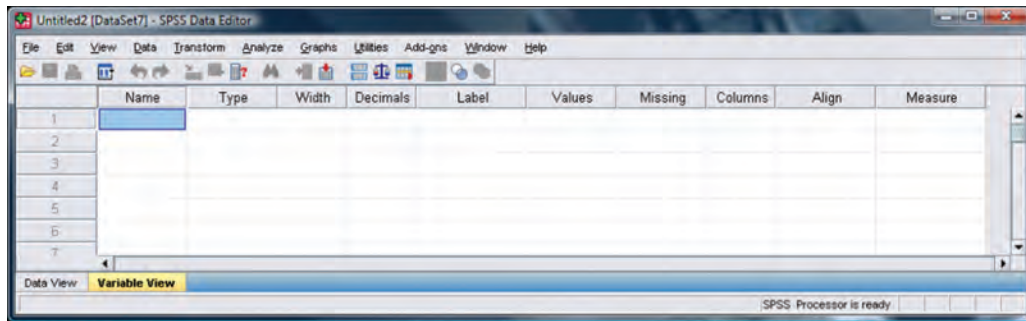 Untitled2 [DataSet7] - SPSS Data Editor
File Edit View Data Transform Analyze Graphs Utilities Add-ons Window Help
Name Type Width Decimals Label Values Missing Columns Align Measure
1
2
3
4
5
6
7
Data View Variable View
SPSS Processor is ready